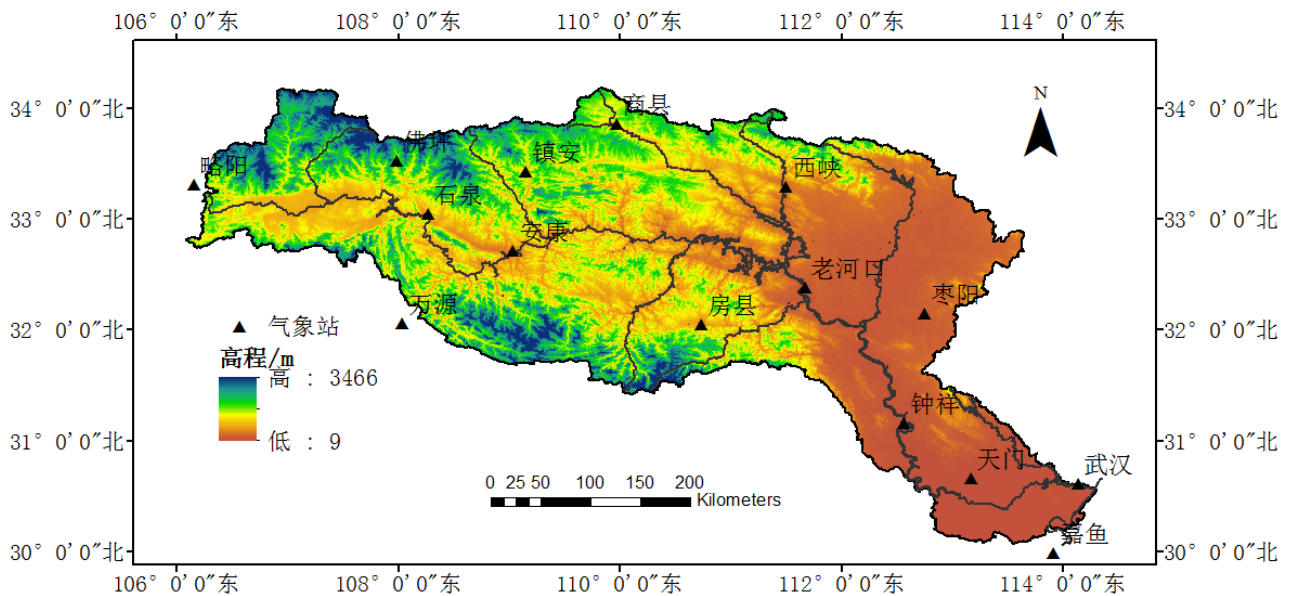 106° 0′0″东 108° 0′0″东 110° 0′0″东 112° 0′0″东 114° 0′0″东
N
34° 0′0″北 34° 0′0″北
商县
佛坪
镇安
略阳
西峡
石泉
33° 0′0″北 33° 0′0″北
安康
老河口
枣阳
万源
房县
32° 0′0″北 32° 0′0″北
气象站
高程/m
高 : 3466
钟祥
31° 0′0″北 31° 0′0″北
低 : 9
天门
武汉
0 25 50 100 150 200
Kilometers
嘉鱼
30° 0′0″北 30° 0′0″北
106° 0′0″东 108° 0′0″东 110° 0′0″东 112° 0′0″东 114° 0′0″东